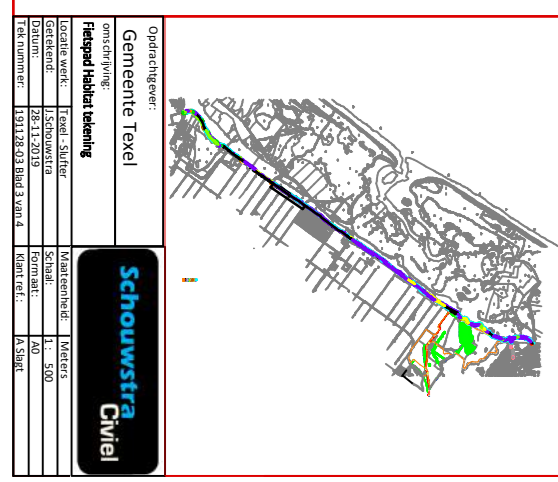 Opdrachtgever:
Gemeente Texel
omschrijving:
Fietspad Habitat tekening
Locatie werk: Texel - Slufter
Getekend: J.Schouwstra
Datum: 28-11-2019
Tek nummer: 191128-03 Blad 3 van 4
Maateenheid: Meters
Schaal: 1: 500
Formaat: A0
Klant ref.: A Slagt
Schouwstra
Civiel